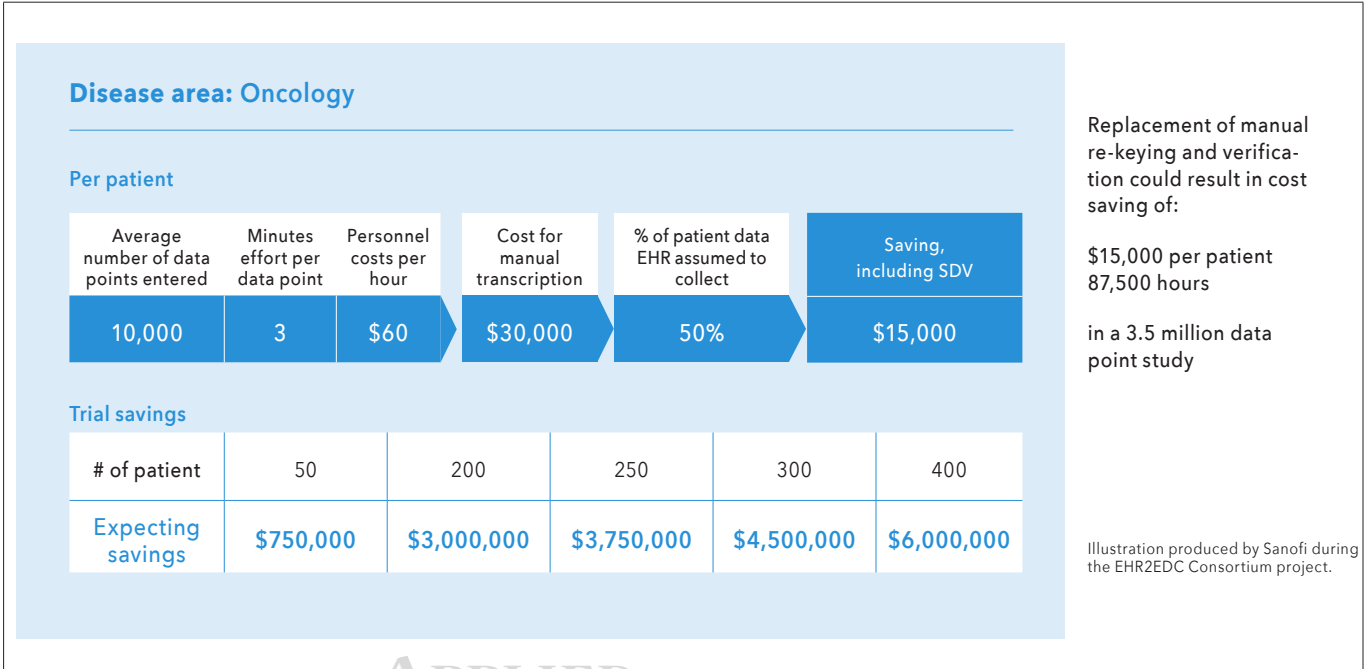 Disease area: Oncology
Per patient
Average
number of data
points entered
Minutes
effort per
data point
Personnel
costs per
hour
Cost for
manual
transcription
% of patient data
EHR assumed to
collect
Saving,
including SDV
10,000
3
$60
$30,000
50%
$15,000
Trial savings
# of patient
50
200
250
300
400
Expecting
savings
$750,000
$3,000,000
$3,750,000
$4,500,000
$6,000,000
Replacement of manual
re-keying and verifica-
tion could result in cost
saving of:
$15,000 per patient
87,500 hours
in a 3.5 million data
point study
Illustration produced by Sanofi during
the EHR2EDC Consortium project.
APPLIED